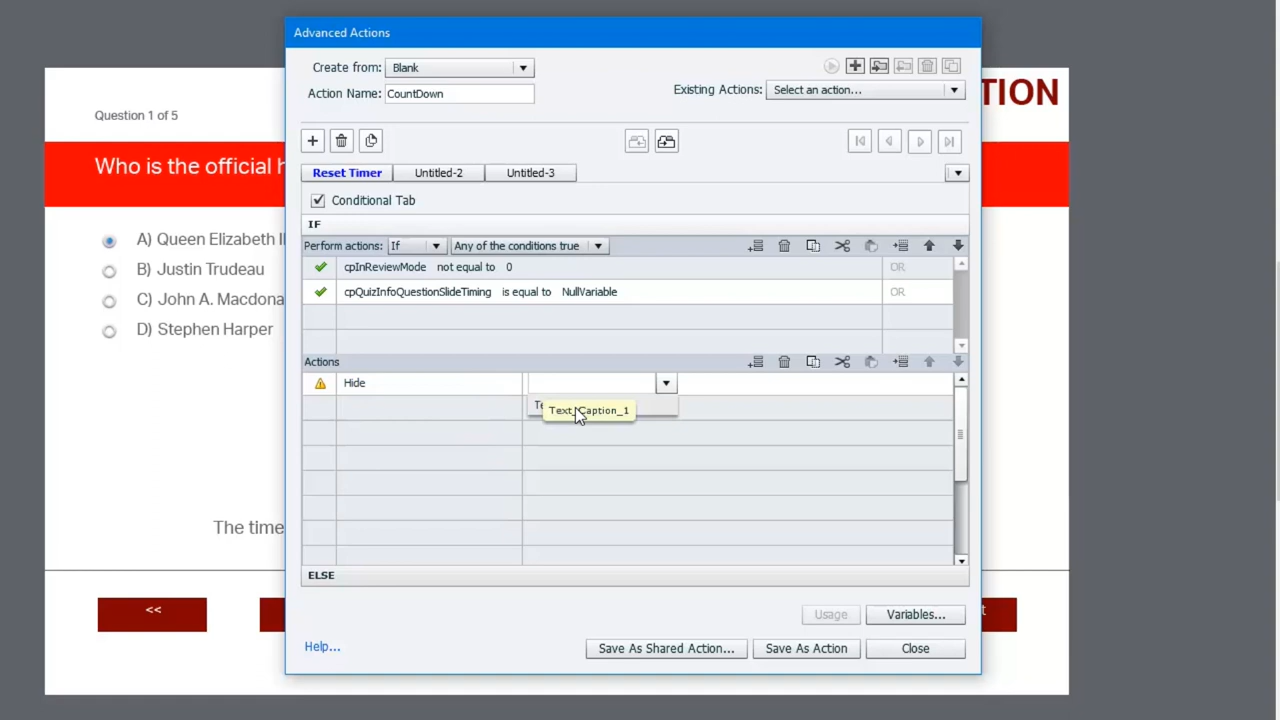 Advanced Actions
Create from: Blank
Action Name: CountDown
Existing Actions: Select an action...
TION
Question 1 of 5
Who is the official h
Reset Timer Untitled-2 Untitled-3
Conditional Tab
IF
Perform actions: If Any of the conditions true
cpInReviewMode not equal to 0 OR
cpQuizInfoQuestionSlideTiming is equal to NullVariable OR
A) Queen Elizabeth II
B) Justin Trudeau
C) John A. Macdona
D) Stephen Harper
Actions
Hide
Te
Text_Caption_1
The time
ELSE
<<
t
Usage Variables...
Help...
Save As Shared Action... Save As Action Close